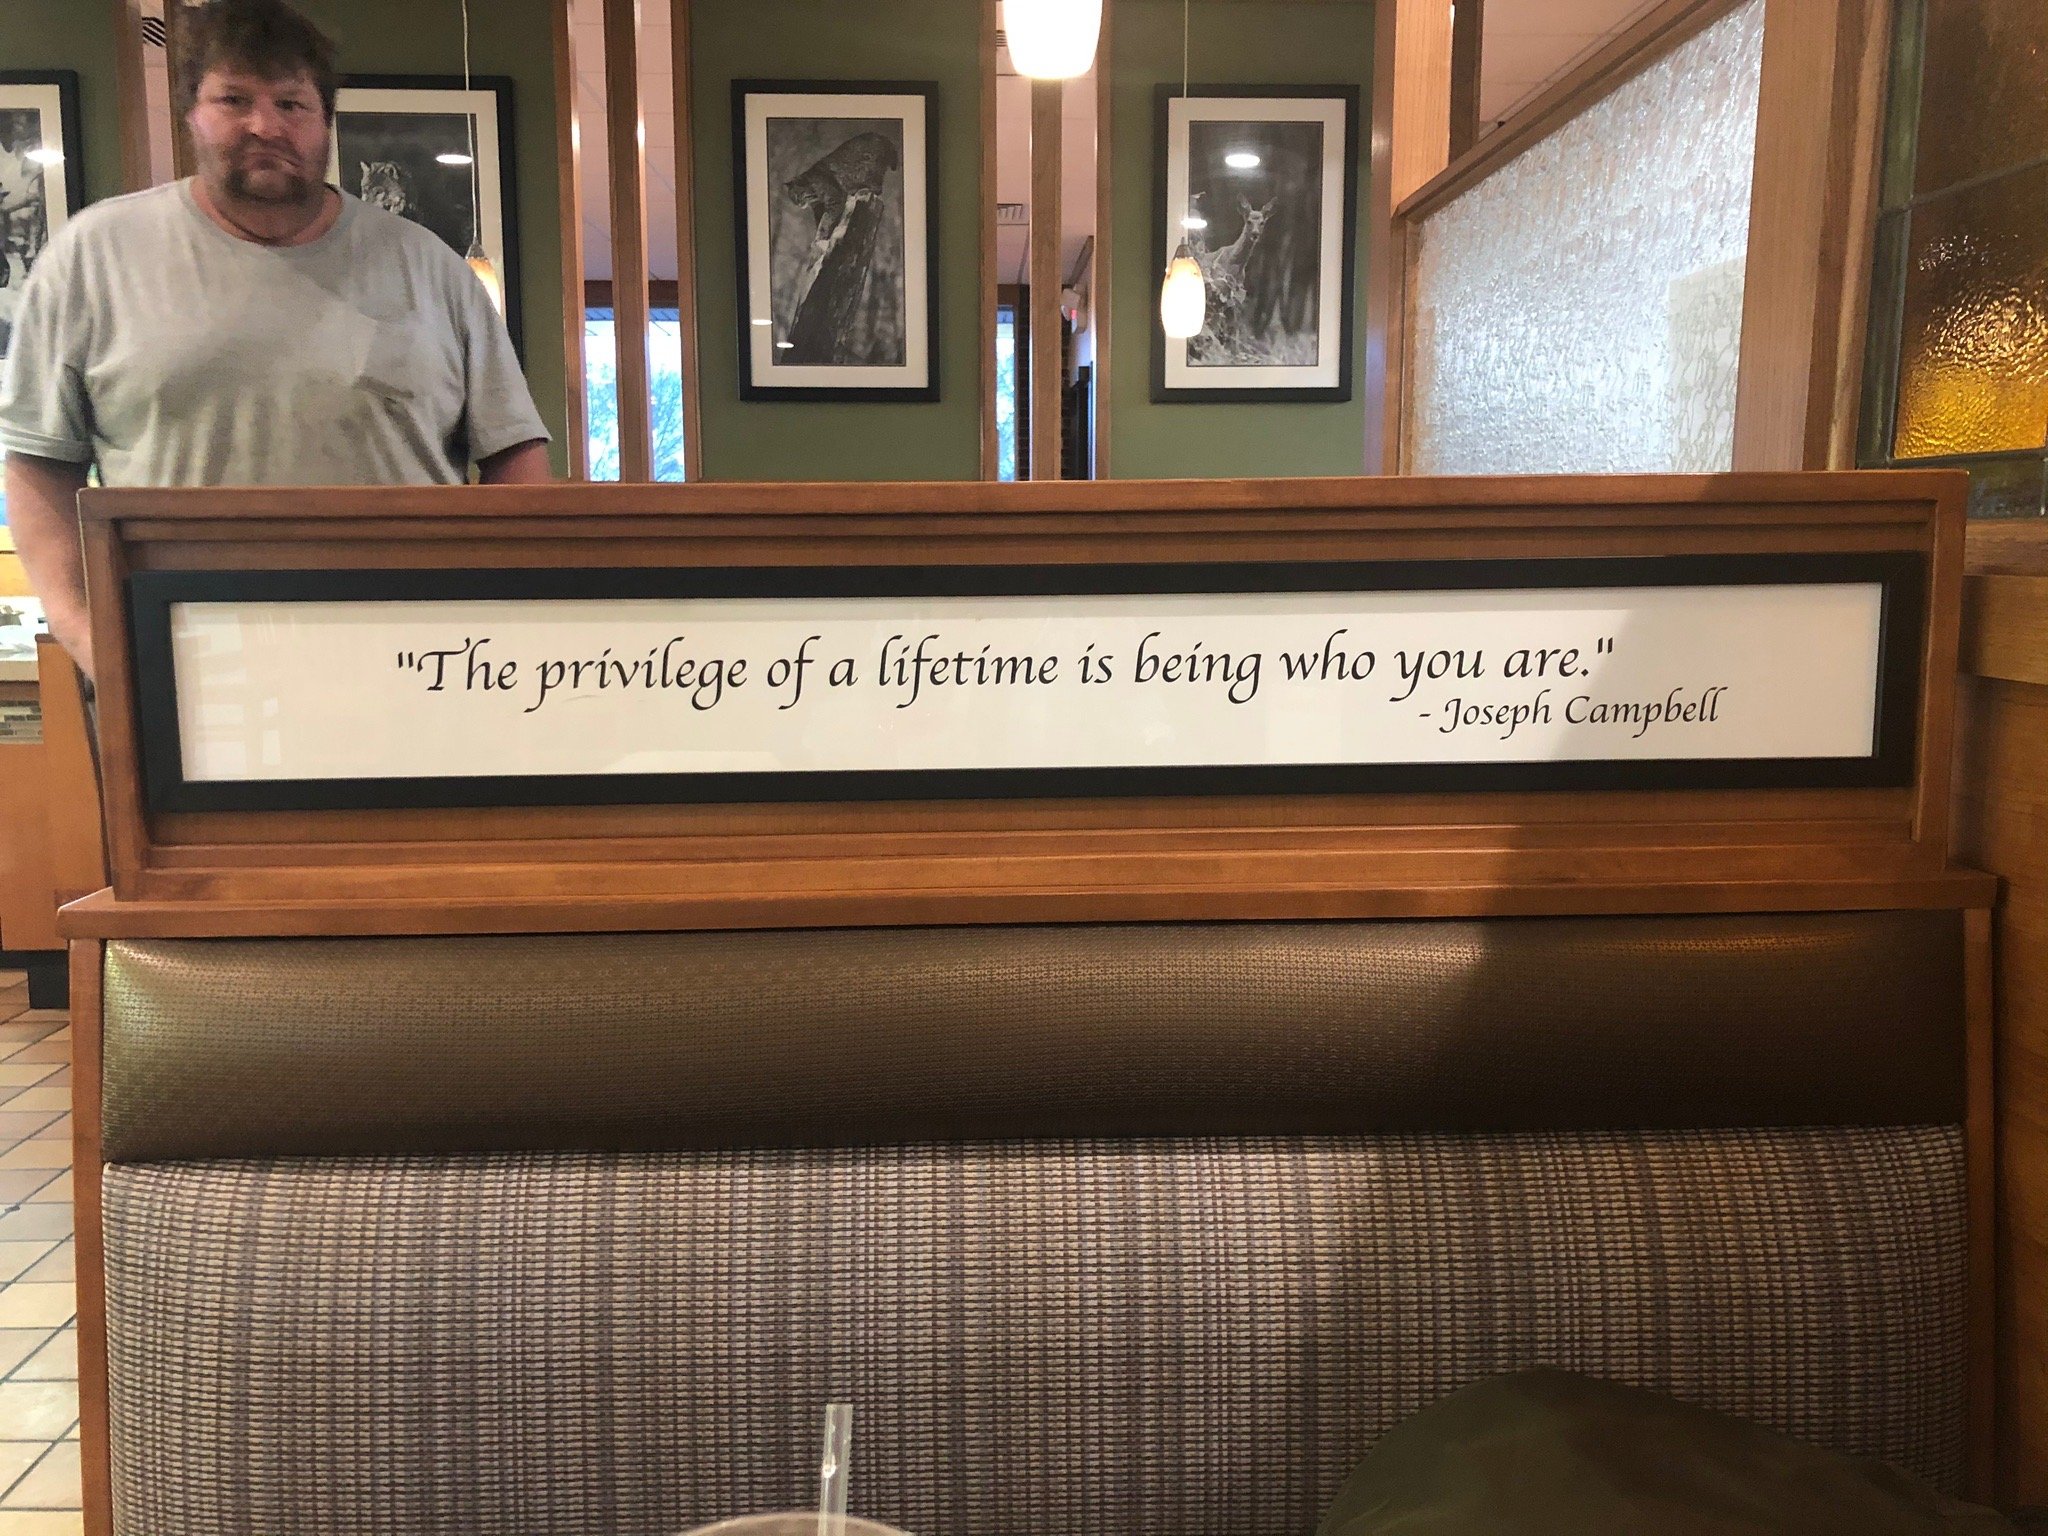 "The privilege of a lifetime is being who you are."
- Joseph Campbell